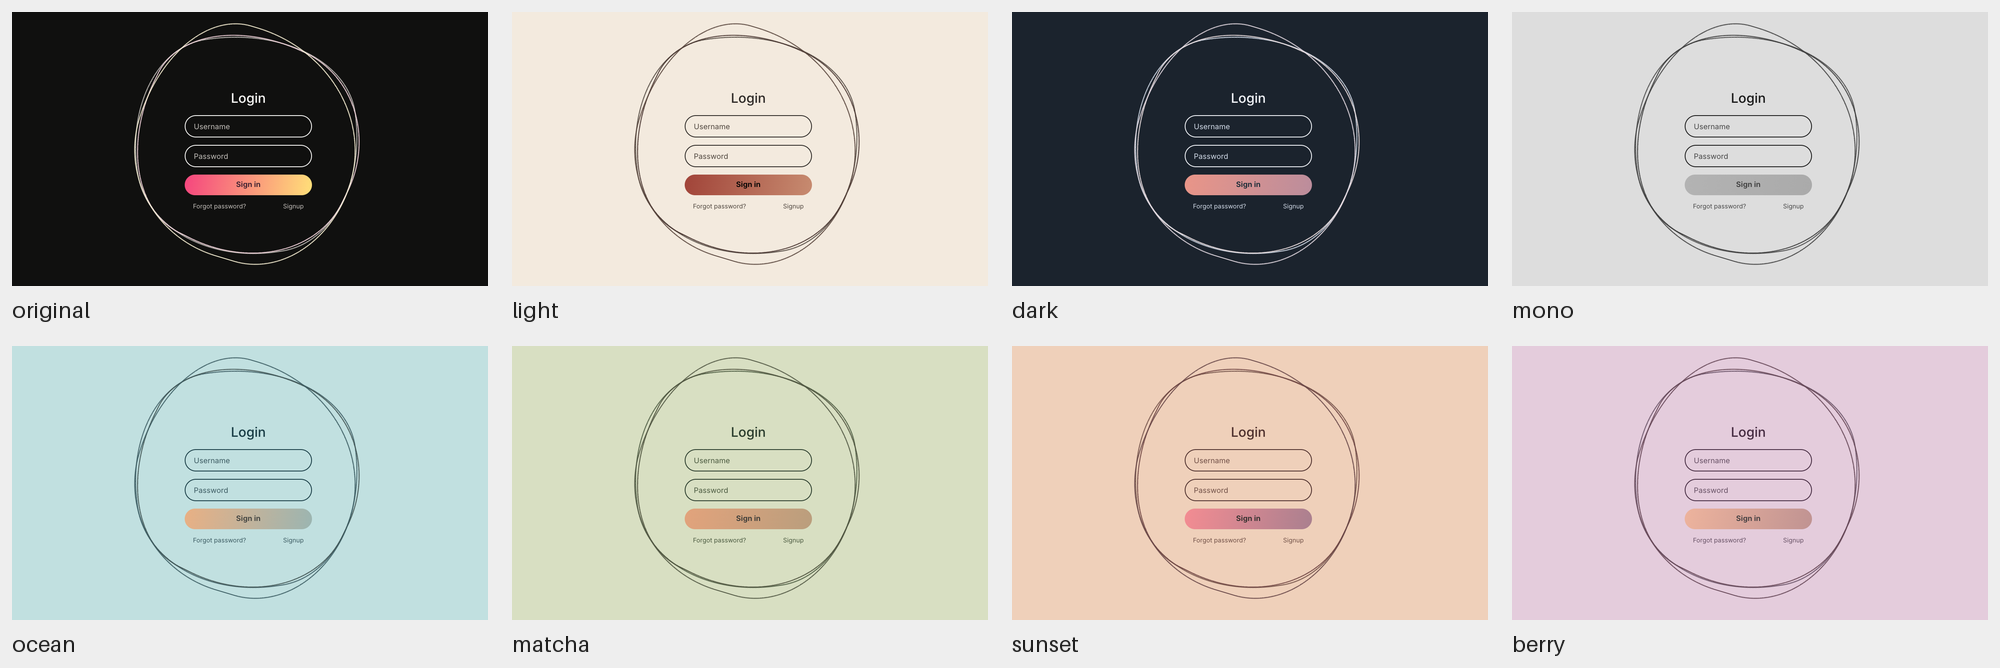 Login
Username
Password
Sign in
Forgot password? Signup
original
Login
Username
Password
Sign in
Forgot password? Signup
light
Login
Username
Password
Sign in
Forgot password? Signup
dark
Login
Username
Password
Sign in
Forgot password? Signup
mono
Login
Username
Password
Sign in
Forgot password? Signup
ocean
Login
Username
Password
Sign in
Forgot password? Signup
matcha
Login
Username
Password
Sign in
Forgot password? Signup
sunset
Login
Username
Password
Sign in
Forgot password? Signup
berry